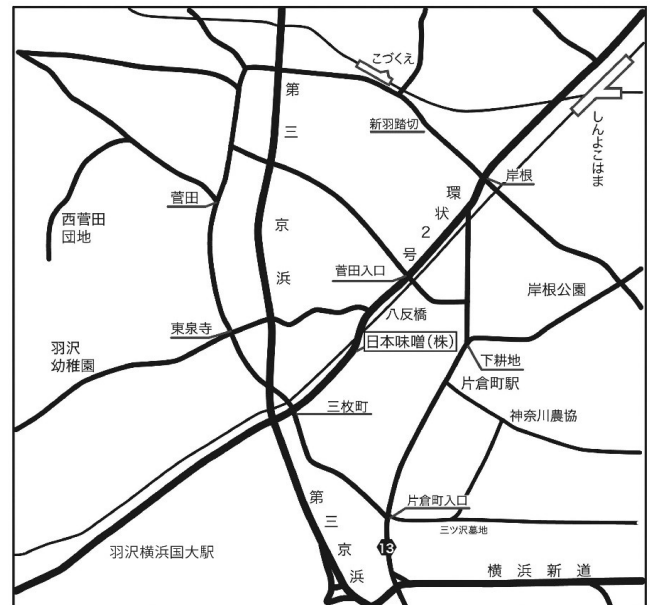 こづくえ
しんよこはま
第三京浜
新羽踏切
岸根
環状2号
菅田
西菅田
団地
菅田入口
岸根公園
八反橋
東泉寺
日本味噌(株)
羽沢
幼稚園
下耕地
片倉町駅
三枚町
神奈川農協
片倉町入口
第三京浜
三ツ沢墓地
羽沢横浜国大駅
13
横浜新道